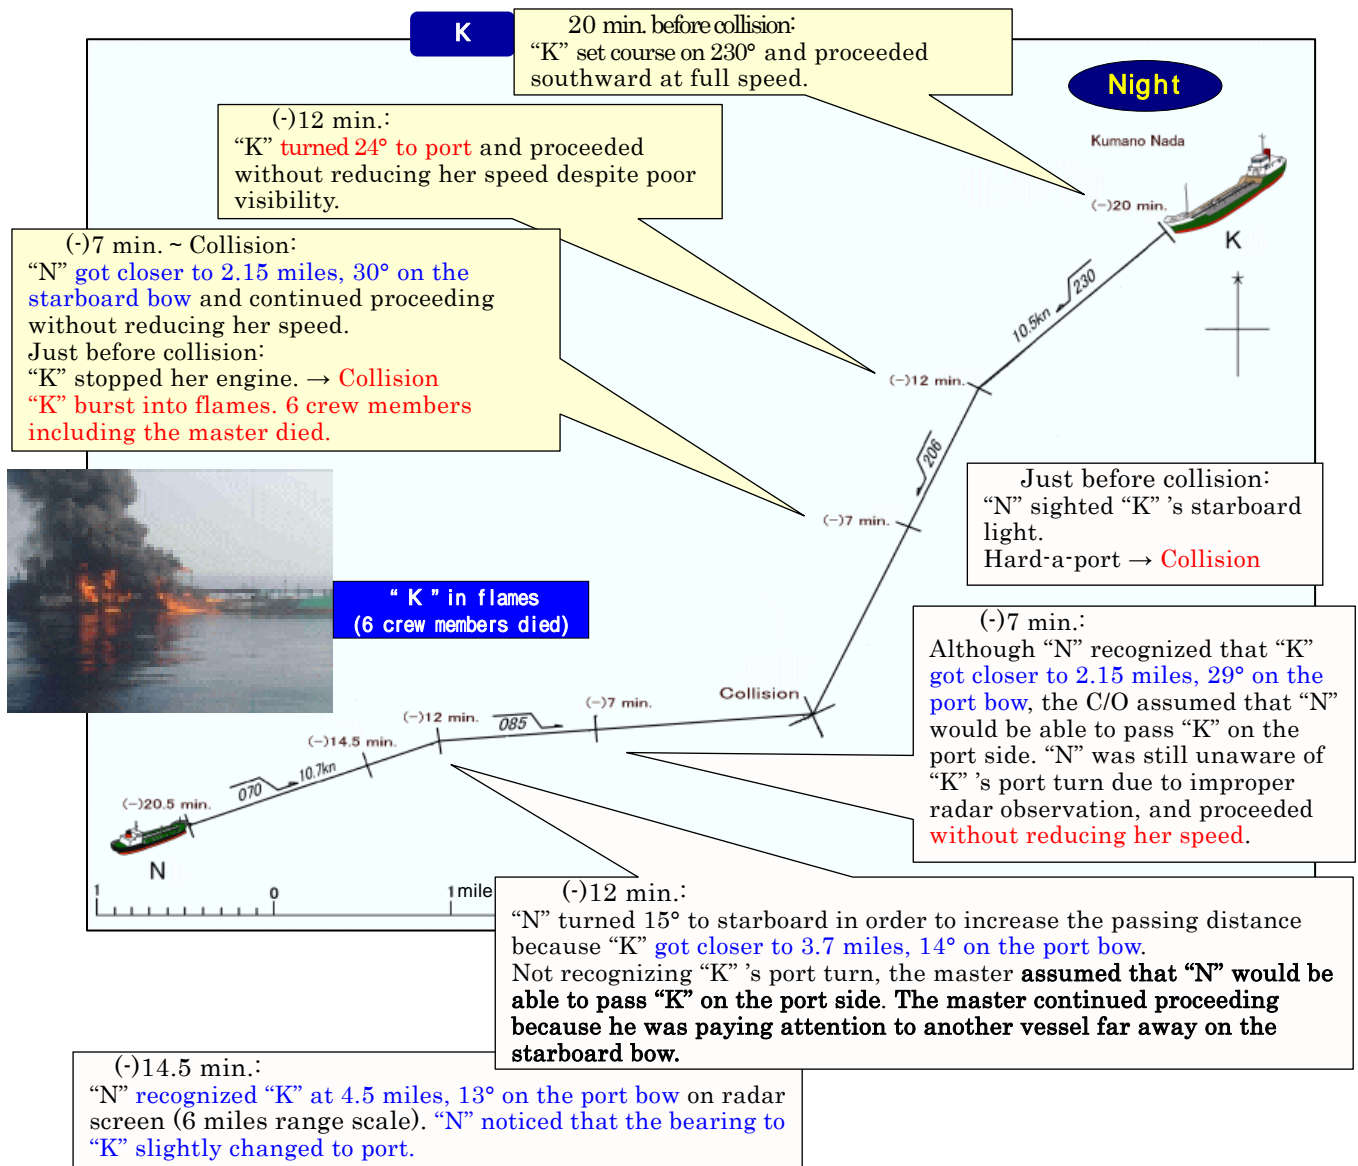 K
20 min. before collision:
“K” set course on 230° and proceeded
southward at full speed.
Night
(-)12 min.:
“K” turned 24° to port and proceeded
without reducing her speed despite poor
visibility.
Kumano Nada
(−)20 min.
K
(-)7 min. ~ Collision:
“N” got closer to 2.15 miles, 30° on the
starboard bow and continued proceeding
without reducing her speed.
Just before collision:
“K” stopped her engine. → Collision
“K” burst into flames. 6 crew members
including the master died.
230
10.5kn
(−)12 min.
206
(−)7 min.
Just before collision:
“N” sighted “K” ’s starboard
light.
Hard-a-port → Collision
“ K ” in flames
(6 crew members died)
(-)7 min.:
Although “N” recognized that “K”
got closer to 2.15 miles, 29° on the
port bow, the C/O assumed that “N”
would be able to pass “K” on the
port side. “N” was still unaware of
“K” ’s port turn due to improper
radar observation, and proceeded
without reducing her speed.
Collision
(−)7 min.
085
(−)12 min.
(−)14.5 min.
10.7kn
070
(−)20.5 min.
N
1 0 1mile
(-)12 min.:
“N” turned 15° to starboard in order to increase the passing distance
because “K” got closer to 3.7 miles, 14° on the port bow.
Not recognizing “K” ’s port turn, the master assumed that “N” would be
able to pass “K” on the port side. The master continued proceeding
because he was paying attention to another vessel far away on the
starboard bow.
(-)14.5 min.:
“N” recognized “K” at 4.5 miles, 13° on the port bow on radar
screen (6 miles range scale). “N” noticed that the bearing to
“K” slightly changed to port.